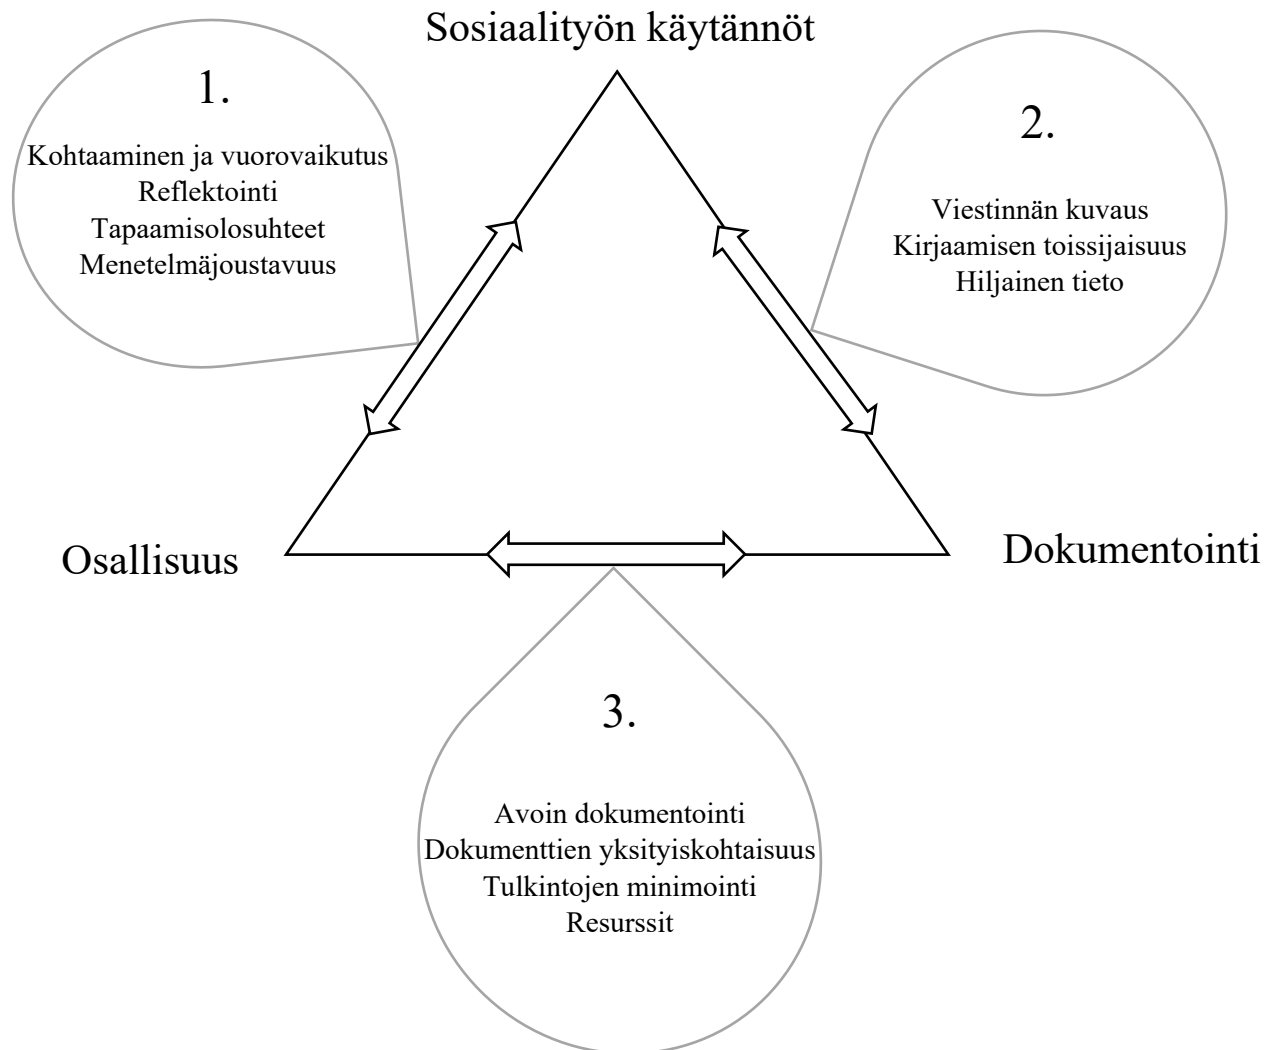 Sosiaalityön käytännöt
1.
Kohtaaminen ja vuorovaikutus
Reflektointi
Tapaamisolosuhteet
Menetelmäjoustavuus
2.
Viestinnän kuvaus
Kirjaamisen toissijaisuus
Hiljainen tieto
Osallisuus
Dokumentointi
3.
Avoin dokumentointi
Dokumenttien yksityiskohtaisuus
Tulkintojen minimointi
Resurssit